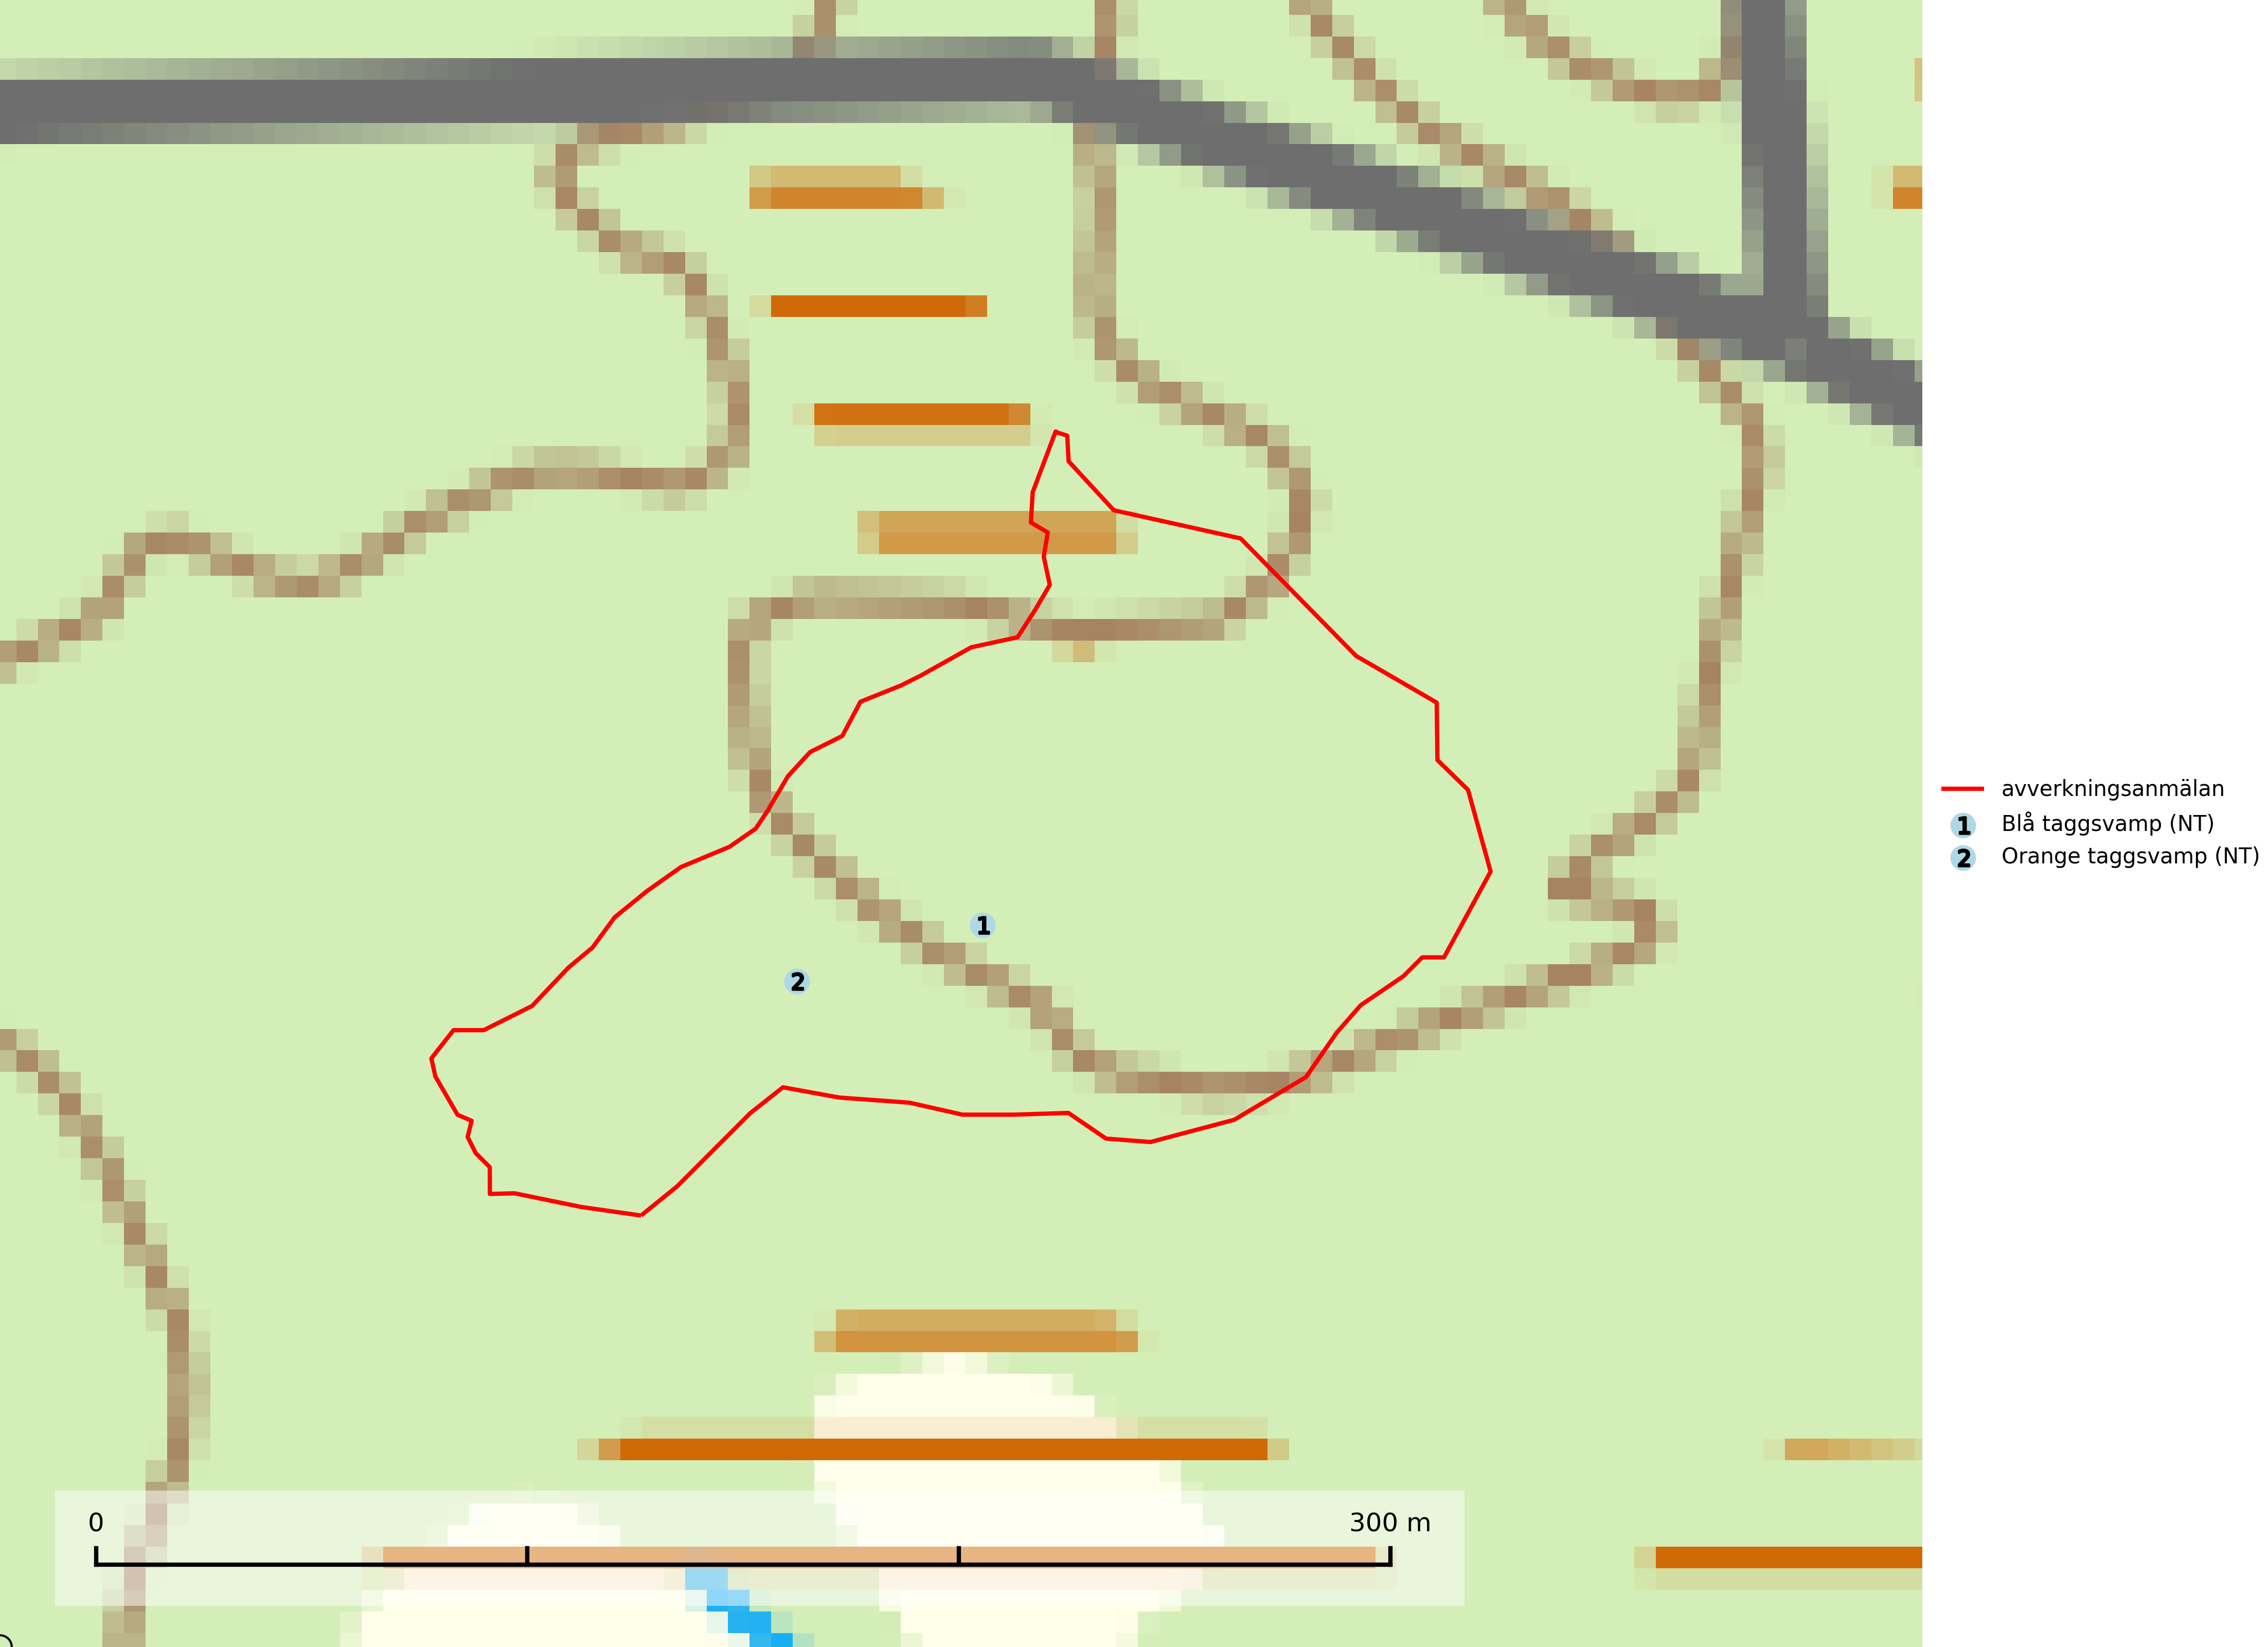 avverkningsanmälan
1 Blå taggsvamp (NT)
2 Orange taggsvamp (NT)
1
2
0 300 m